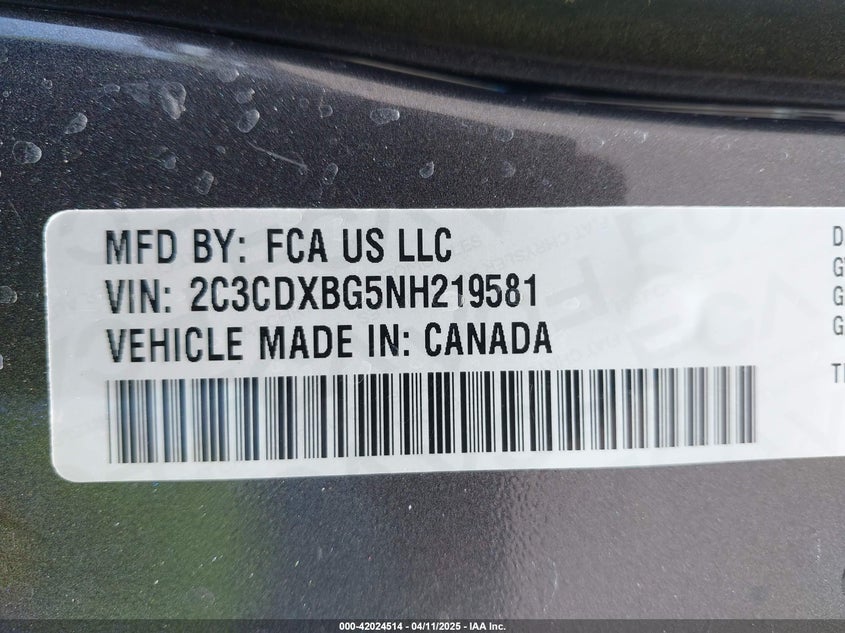 MFD BY: FCA US LLC
VIN: 2C3CDXBG5NH219581
VEHICLE MADE IN: CANADA
000-42024514 - 04/11/2025 - IAA Inc.